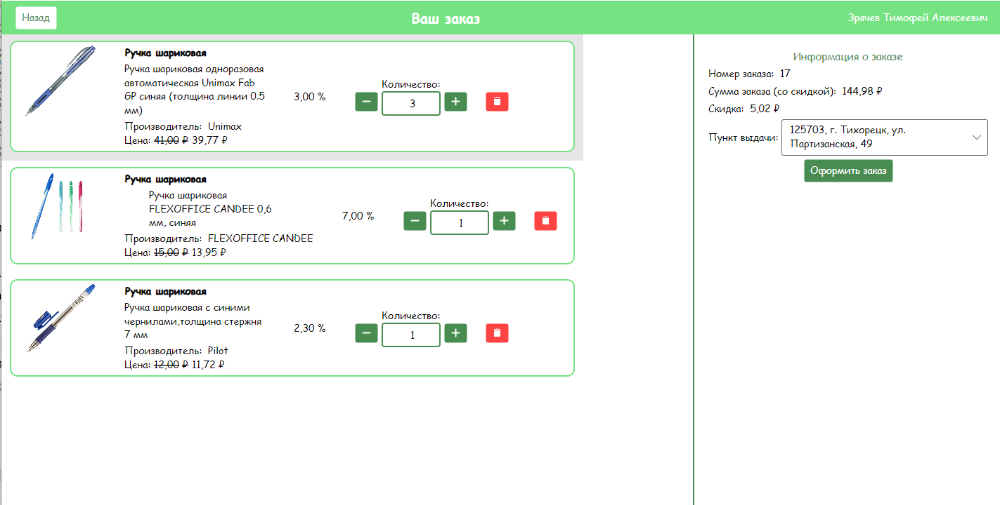 Назад
Ваш заказ
Зрячев Тимофей Алексеевич
Ручка шариковая
Ручка шариковая одноразовая
автоматическая Unimax Fab
GP синяя (толщина линии 0.5
мм)
Производитель: Unimax
Цена: 41,00 ₽ 39,77 ₽
3,00 %
Количество:
3
Ручка шариковая
Ручка шариковая
FLEXOFFICE CANDEE 0,6
мм, синяя
Производитель: FLEXOFFICE CANDEE
Цена: 15,00 ₽ 13,95 ₽
7,00 %
Количество:
1
Ручка шариковая
Ручка шариковая с синими
чернилами,толщина стержня
7 мм
Производитель: Pilot
Цена: 12,00 ₽ 11,72 ₽
2,30 %
Количество:
1
Информация о заказе
Номер заказа: 17
Сумма заказа (со скидкой): 144,98 ₽
Скидка: 5,02 ₽
Пункт выдачи:
125703, г. Тихорецк, ул.
Партизанская, 49
Оформить заказ